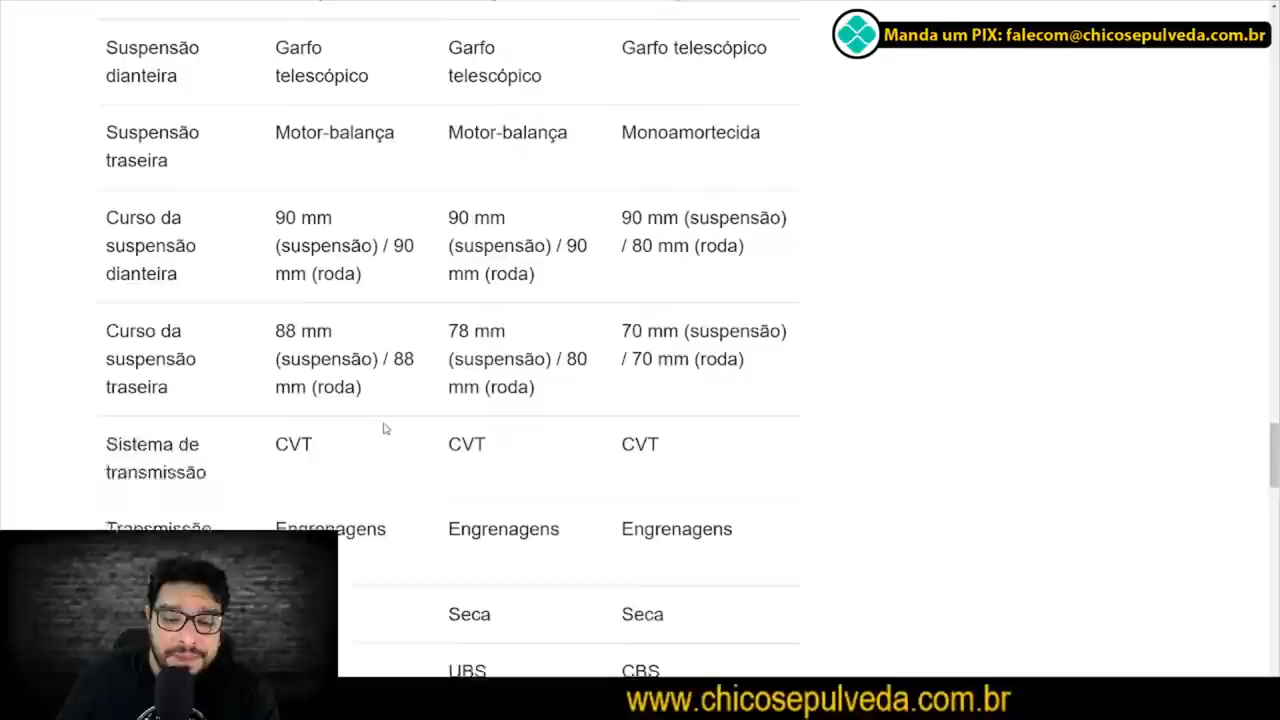 Manda um PIX: falecom@chicosepulveda.com.br
Suspensão dianteira Garfo telescópico Garfo telescópico Garfo telescópico
Suspensão traseira Motor-balança Motor-balança Monoamortecida
Curso da suspensão dianteira 90 mm (suspensão) / 90 mm (roda) 90 mm (suspensão) / 90 mm (roda) 90 mm (suspensão) / 80 mm (roda)
Curso da suspensão traseira 88 mm (suspensão) / 88 mm (roda) 78 mm (suspensão) / 80 mm (roda) 70 mm (suspensão) / 70 mm (roda)
Sistema de transmissão CVT CVT CVT
Transmissão Engrenagens Engrenagens Engrenagens
Seca Seca
UBS CBS
www.chicosepulveda.com.br